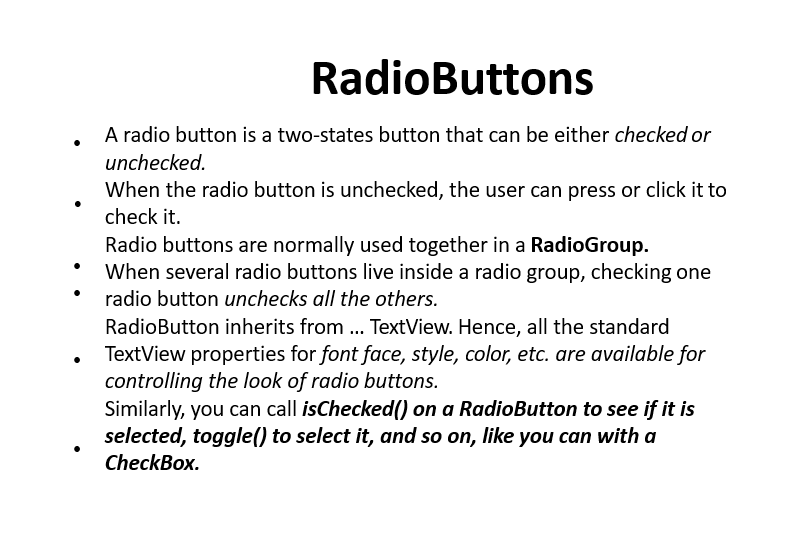 RadioButtons
• A radio button is a two-states button that can be either checked or
unchecked.
• When the radio button is unchecked, the user can press or click it to
check it.
• Radio buttons are normally used together in a RadioGroup.
• When several radio buttons live inside a radio group, checking one
radio button unchecks all the others.
• RadioButton inherits from ... TextView. Hence, all the standard
TextView properties for font face, style, color, etc. are available for
controlling the look of radio buttons.
• Similarly, you can call isChecked() on a RadioButton to see if it is
selected, toggle() to select it, and so on, like you can with a
CheckBox.